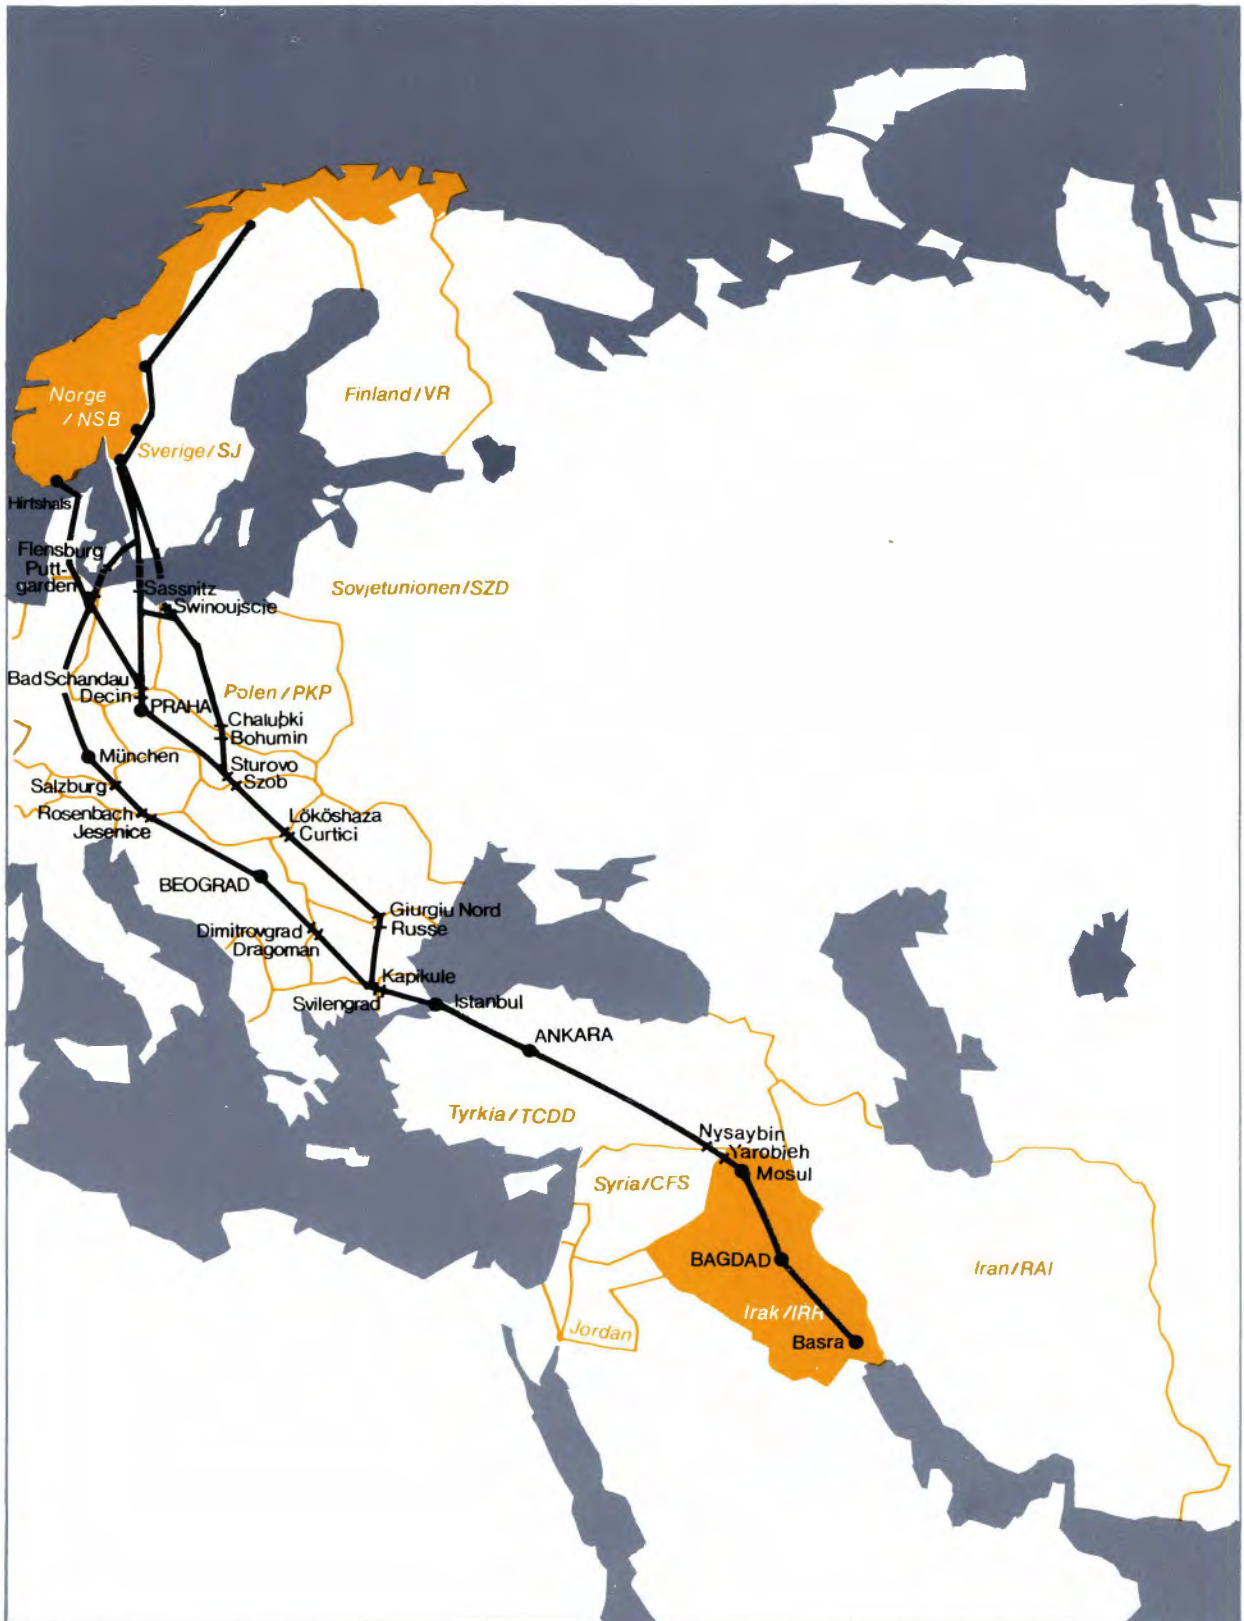 Norge
/NSB
Finland/VR
Sverige/SJ
Hirtshals
Flensburg
Putt-
garden
Sassnitz
Swinoujscie
Sovjetunionen/SZD
Bad Schandau
Decin
PRAHA
Polen/PKP
Chalupki
Bohumin
München
Sturovo
Szob
Salzburg
Rosenbach
Jesenice
Lököshaza
Curtici
BEOGRAD
Giurgiu Nord
Russe
Dimitrovgrad
Dragoman
Kapikule
Svilengrad
Istanbul
ANKARA
Tyrkia/TCDD
Nysaybin
Yarobieh
Mosul
Syria/CFS
BAGDAD
Iran/RAI
Irak/IRR
Jordan
Basra